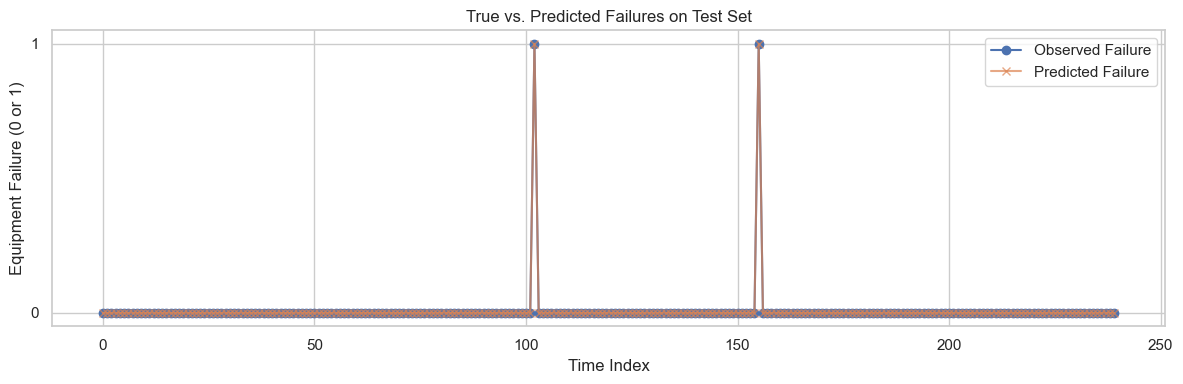 True vs. Predicted Failures on Test Set
Equipment Failure (0 or 1)
1
0
Observed Failure
Predicted Failure
0 50 100 150 200 250
Time Index